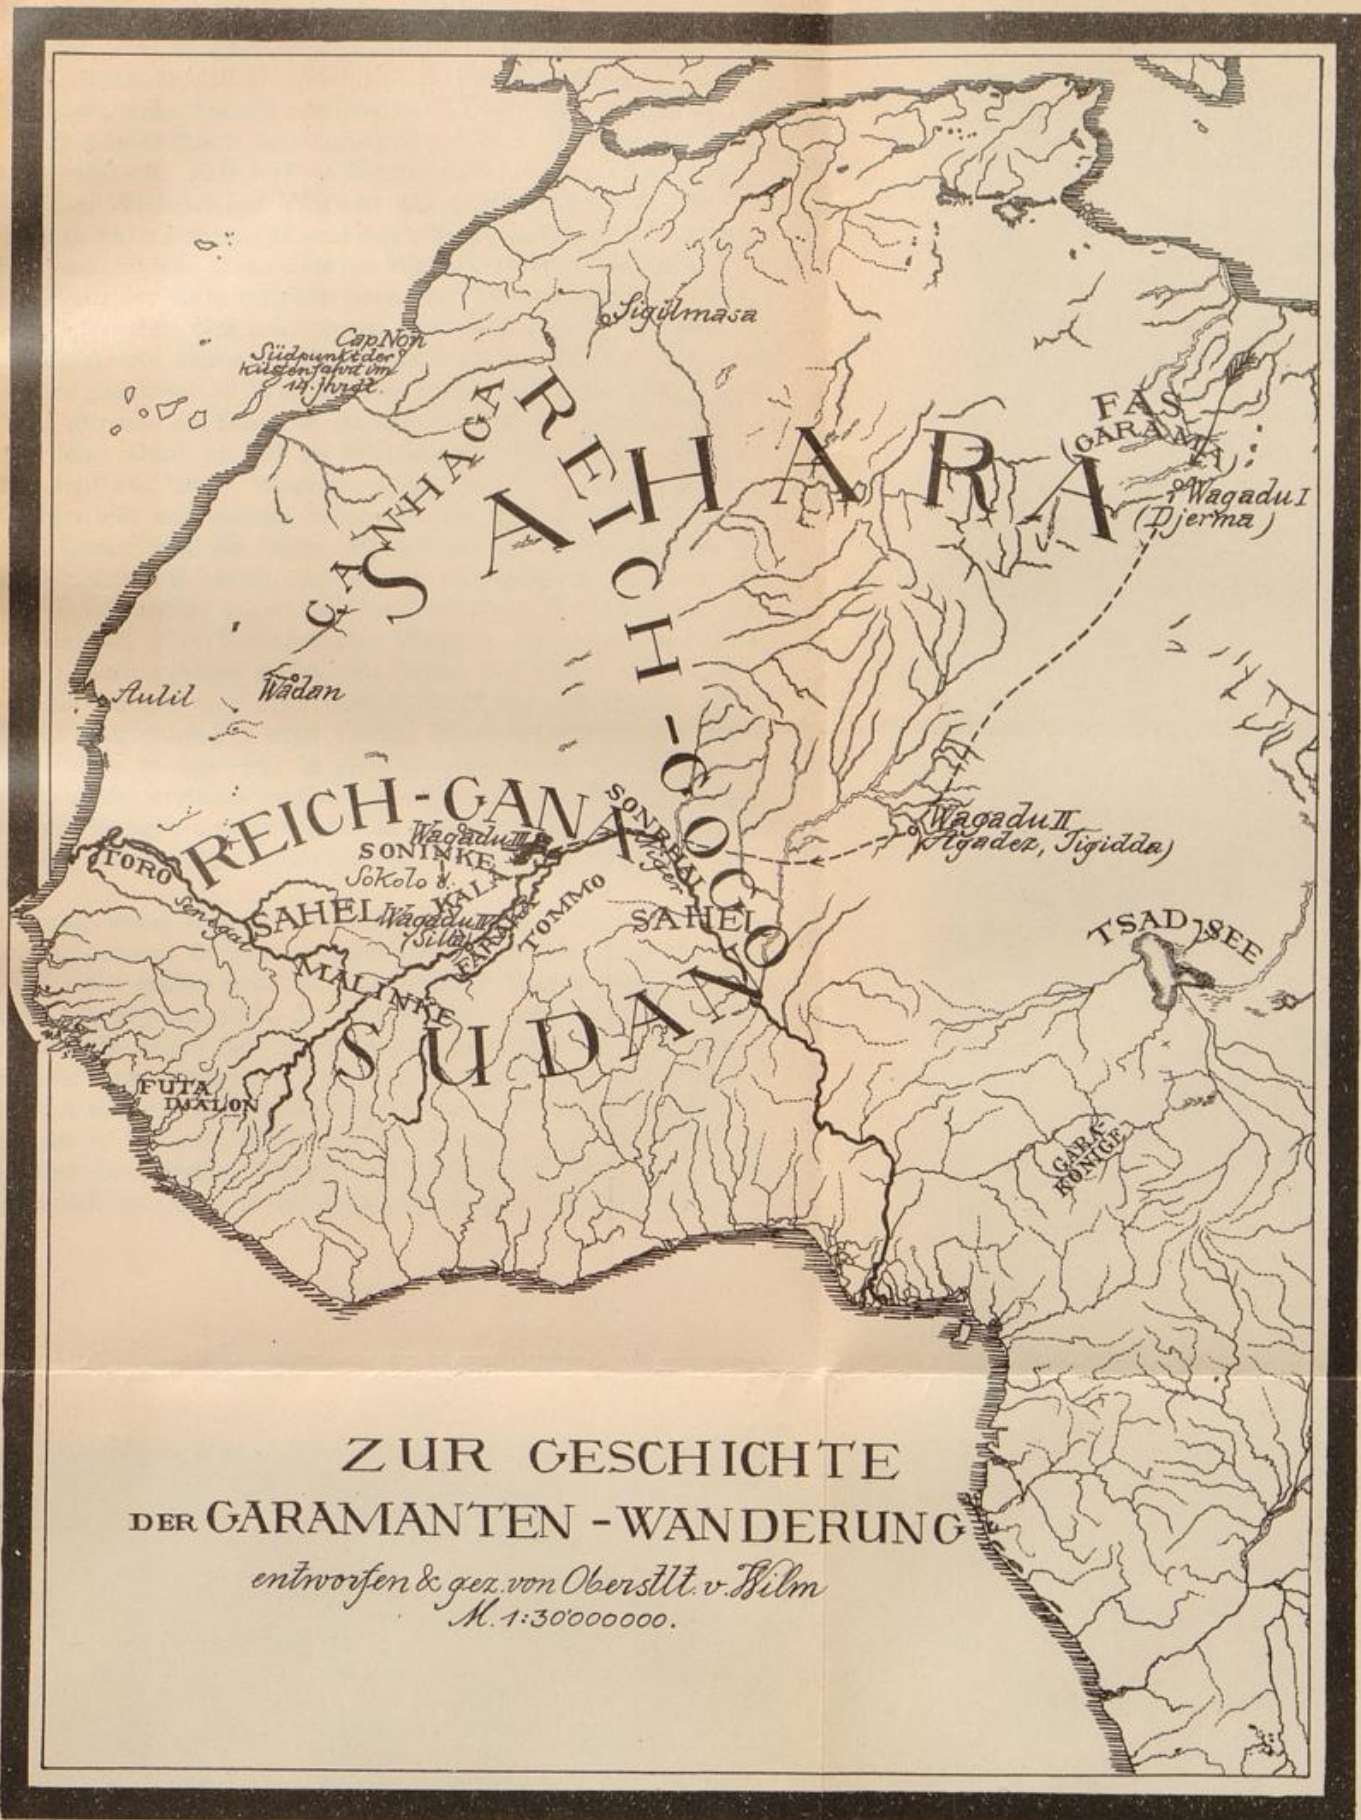 Sigilmasa
Cap Non
Südpunkt der
Küstenfahrt im
14. Jhrdt.
FAS
(GARAMA)
Wagadu I
(Djerma)
ÇANHAGA
SAHARA
REICH-GOGO
Aulil
Wadan
REICH-GANA
SONRHAI
Niger
Wagadu II
Agadez, Tigidda)
Wagadu III
SONINKE
Sokolo
KALA
TORO
Senegal
SAHEL
Wagadu IV
(Silla)
FARAKA
TOMMO
SAHEL
TSAD-SEE
MALINKE
SUDAN
FUTA
DJALON
GARA-
KÖNIGE
ZUR GESCHICHTE
DER GARAMANTEN-WANDERUNG
entworfen & gez. von Oberstlt. v. Wilm
M. 1:30000000.